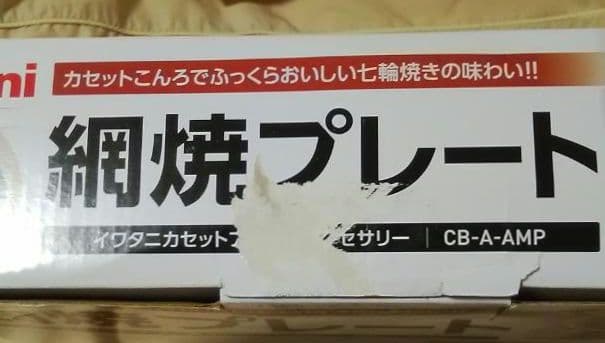 ni カセットこんろでふっくらおいしい七輪焼きの味わい!!
網焼プレート
イワタニカセットフ セサリー | CB-A-AMP